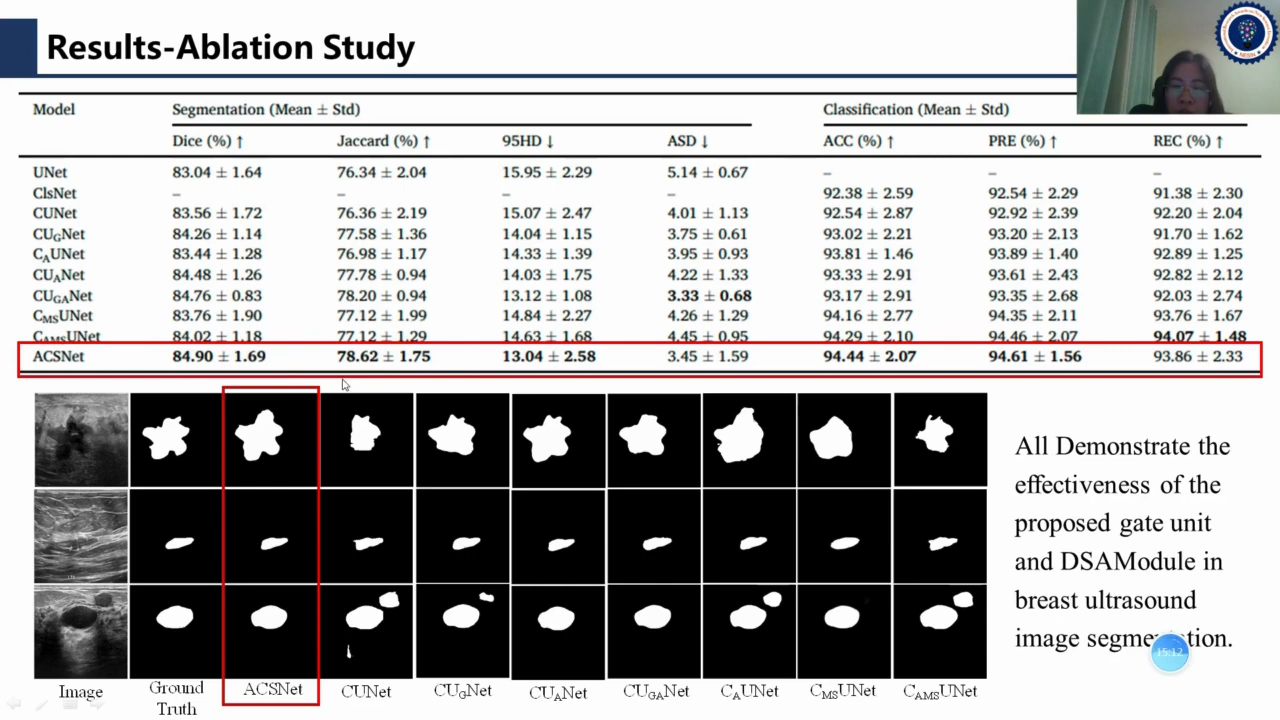 Results-Ablation Study
Model Segmentation (Mean ± Std) Classification (Mean ± Std)
Dice (%) ↑ Jaccard (%) ↑ 95HD ↓ ASD ↓ ACC (%) ↑ PRE (%) ↑ REC (%) ↑
UNet 83.04 ± 1.64 76.34 ± 2.04 15.95 ± 2.29 5.14 ± 0.67 – – –
ClsNet – – – – 92.38 ± 2.59 92.54 ± 2.29 91.38 ± 2.30
CUNet 83.56 ± 1.72 76.36 ± 2.19 15.07 ± 2.47 4.01 ± 1.13 92.54 ± 2.87 92.92 ± 2.39 92.20 ± 2.04
CUGNet 84.26 ± 1.14 77.58 ± 1.36 14.04 ± 1.15 3.75 ± 0.61 93.02 ± 2.21 93.20 ± 2.13 91.70 ± 1.62
CAUNet 83.44 ± 1.28 76.98 ± 1.17 14.33 ± 1.39 3.95 ± 0.93 93.81 ± 1.46 93.89 ± 1.40 92.89 ± 1.25
CUANet 84.48 ± 1.26 77.78 ± 0.94 14.03 ± 1.75 4.22 ± 1.33 93.33 ± 2.91 93.61 ± 2.43 92.82 ± 2.12
CUGANet 84.76 ± 0.83 78.20 ± 0.94 13.12 ± 1.08 3.33 ± 0.68 93.17 ± 2.91 93.35 ± 2.68 92.03 ± 2.74
CMSUNet 83.76 ± 1.90 77.12 ± 1.99 14.84 ± 2.27 4.26 ± 1.29 94.16 ± 2.77 94.35 ± 2.11 93.76 ± 1.67
CAMSUNet 84.02 ± 1.18 77.12 ± 1.29 14.63 ± 1.68 4.45 ± 0.95 94.29 ± 2.10 94.46 ± 2.07 94.07 ± 1.48
ACSNet 84.90 ± 1.69 78.62 ± 1.75 13.04 ± 2.58 3.45 ± 1.59 94.44 ± 2.07 94.61 ± 1.56 93.86 ± 2.33
All Demonstrate the
effectiveness of the
proposed gate unit
and DSAModule in
breast ultrasound
image segmentation.
15:12
Image Ground Truth ACSNet CUNet CUGNet CUANet CUGANet CAUNet CMSUNet CAMSUNet